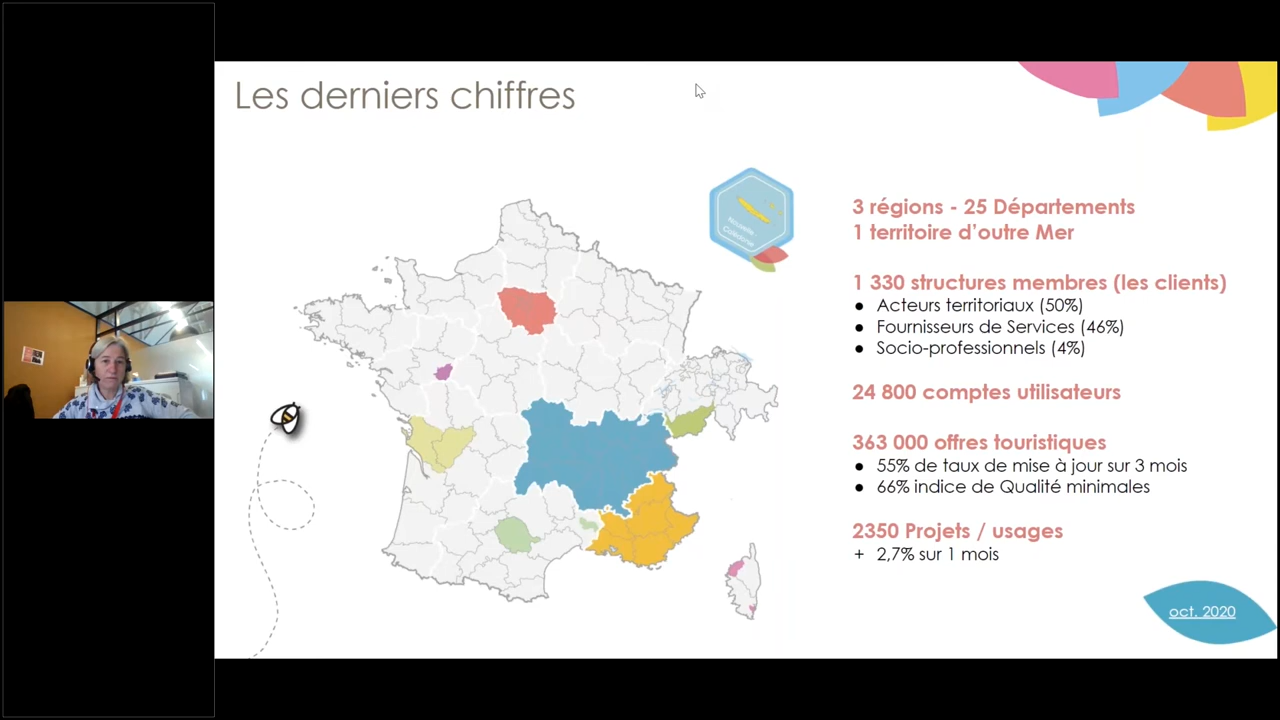 Les derniers chiffres
Nouvelle
Calédonie
3 régions - 25 Départements
1 territoire d'outre Mer
1 330 structures membres (les clients)
● Acteurs territoriaux (50%)
● Fournisseurs de Services (46%)
● Socio-professionnels (4%)
24 800 comptes utilisateurs
363 000 offres touristiques
● 55% de taux de mise à jour sur 3 mois
● 66% indice de Qualité minimales
2350 Projets / usages
+ 2,7% sur 1 mois
oct. 2020